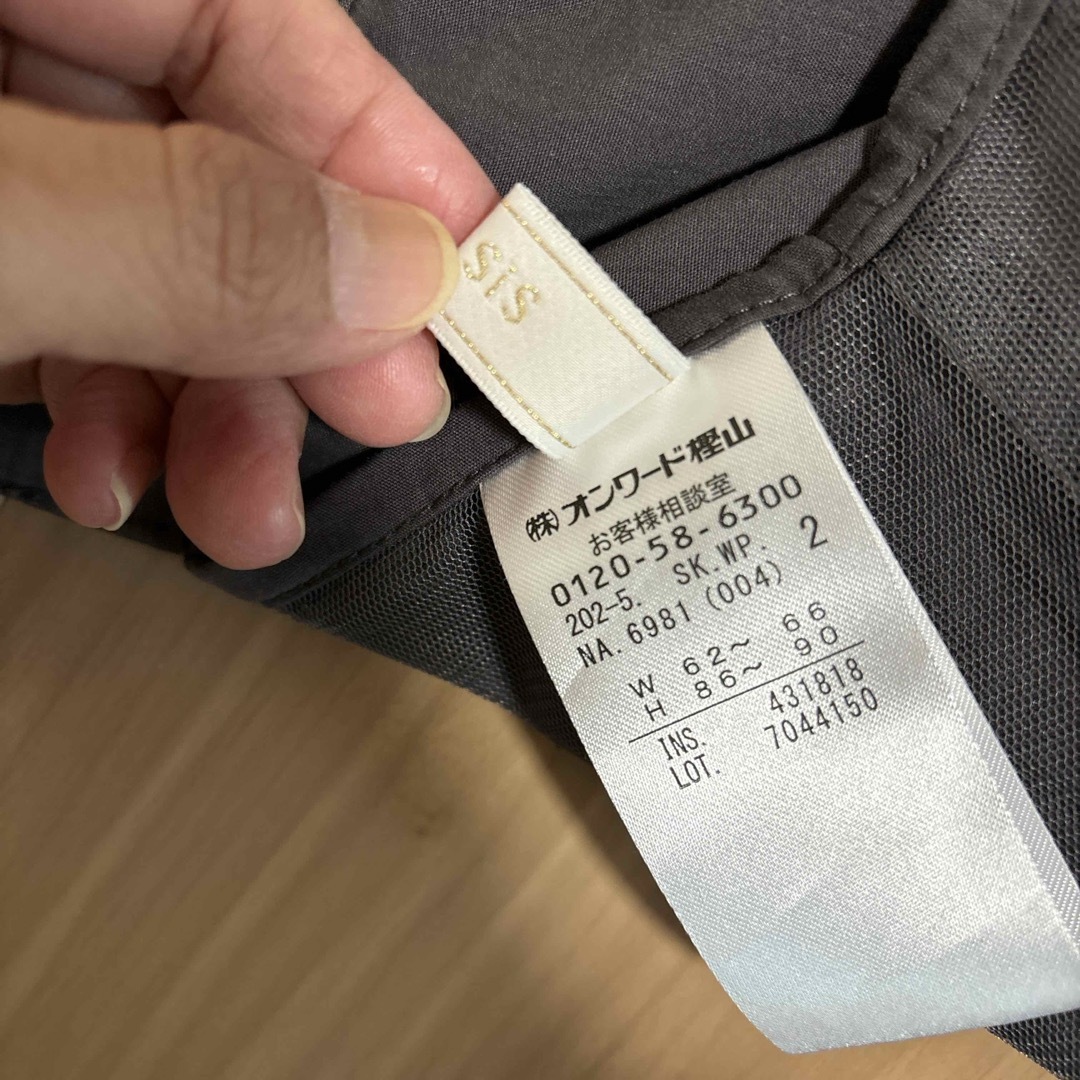 sis
㈱オンワード樫山
お客様相談室
0120-58-6300
202-5. SK.WP. 2
NA.6981(004)
W 62～ 66
H 86～ 90
INS. 431818
LOT. 7044150